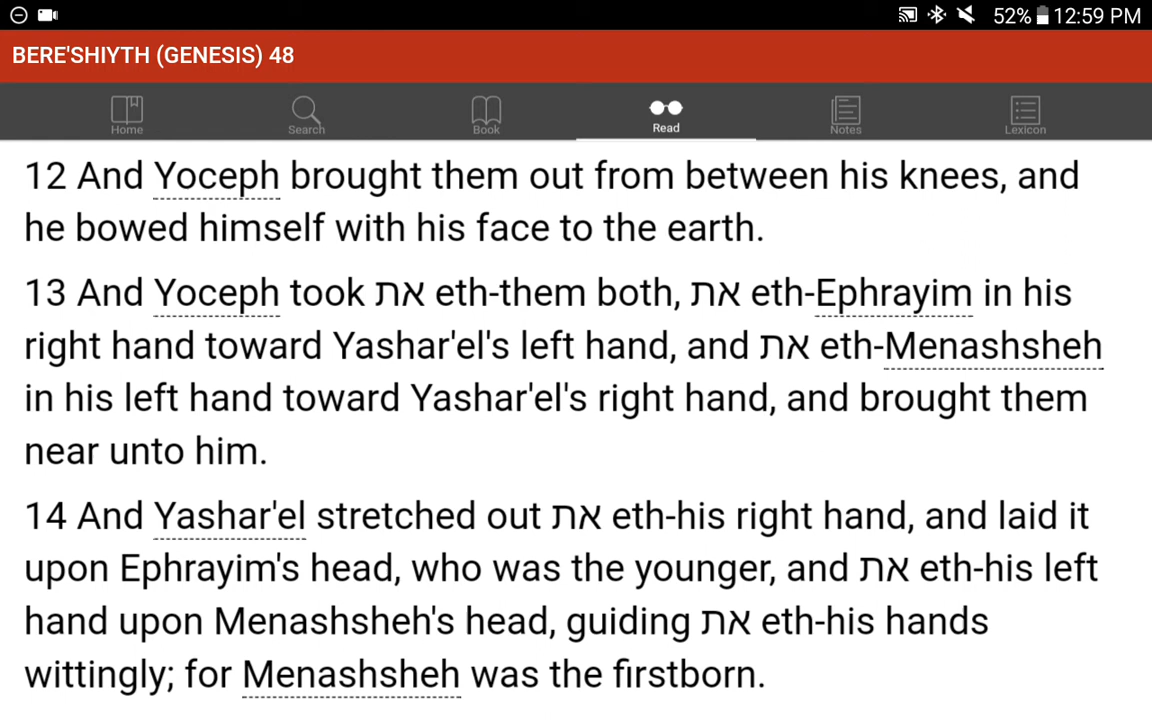 52% 12:59 PM
BERE'SHIYTH (GENESIS) 48
Home Search Book Read Notes Lexicon
12 And Yoceph brought them out from between his knees, and
he bowed himself with his face to the earth.
13 And Yoceph took את eth-them both, את eth-Ephrayim in his
right hand toward Yashar'el's left hand, and את eth-Menashsheh
in his left hand toward Yashar'el's right hand, and brought them
near unto him.
14 And Yashar'el stretched out את eth-his right hand, and laid it
upon Ephrayim's head, who was the younger, and את eth-his left
hand upon Menashsheh's head, guiding את eth-his hands
wittingly; for Menashsheh was the firstborn.